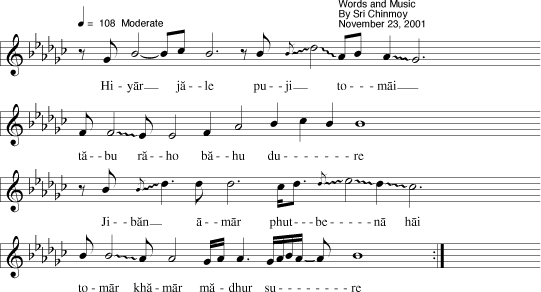 Words and Music
♩ = 108 Moderate
By Sri Chinmoy
November 23, 2001
Hi - yār jā - - le pu - - ji to - - - māi
tā - - bu rā - - ho bā - - hu du - - - - - - - re
Ji - bān ā - - mār phut - - be - - - - nā hāi
to - mār khā - mār mā - dhur su - - - - - - - re